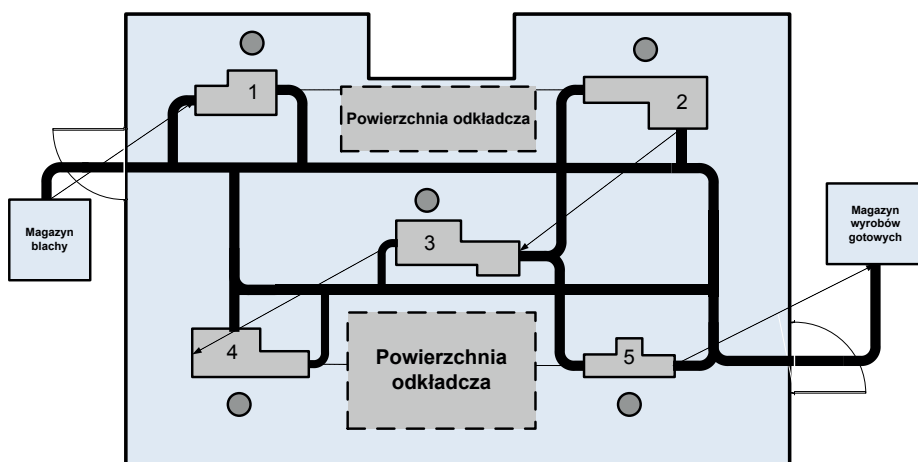 1
Powierzchnia odkładcza
2
Magazyn
blachy
3
Magazyn
wyrobów
gotowych
4
Powierzchnia
odkładcza
5